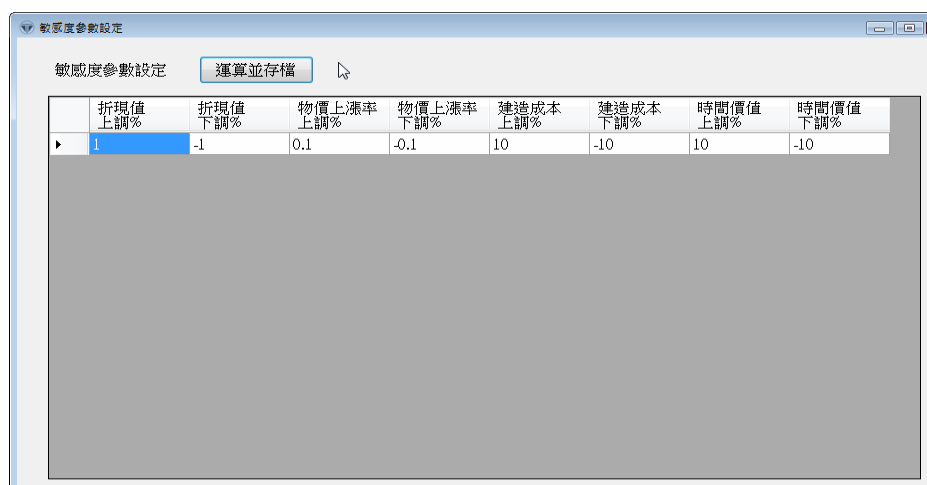 敏感度參數設定
敏感度參數設定 運算並存檔
折現值 折現值 物價上漲率 物價上漲率 建造成本 建造成本 時間價值 時間價值
上調% 下調% 上調% 下調% 上調% 下調% 上調% 下調%
1 -1 0.1 -0.1 10 -10 10 -10